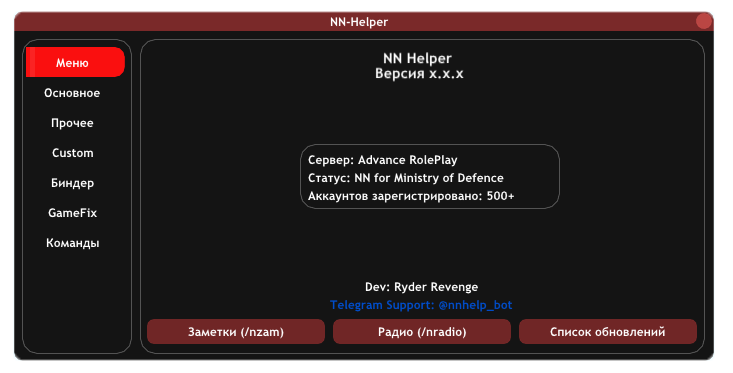 NN-Helper
Меню
Основное
Прочее
Custom
Биндер
GameFix
Команды
NN Helper
Версия x.x.x
Сервер: Advance RolePlay
Статус: NN for Ministry of Defence
Аккаунтов зарегистрировано: 500+
Dev: Ryder Revenge
Telegram Support: @nnhelp_bot
Заметки (/nzam)
Радио (/nradio)
Список обновлений